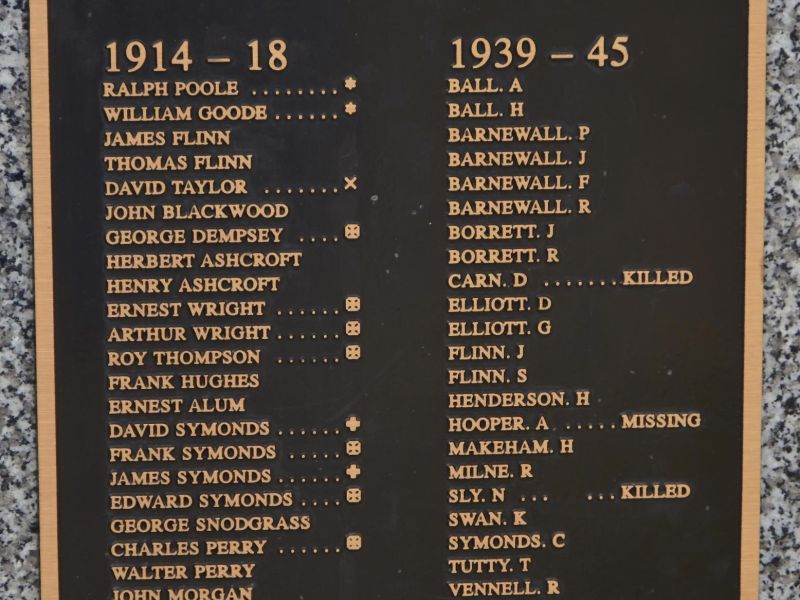 1914 – 18
RALPH POOLE ........*
WILLIAM GOODE ......*
JAMES FLINN
THOMAS FLINN
DAVID TAYLOR .......×
JOHN BLACKWOOD
GEORGE DEMPSEY ....⊞
HERBERT ASHCROFT
HENRY ASHCROFT
ERNEST WRIGHT ......⊞
ARTHUR WRIGHT ......⊞
ROY THOMPSON ......⊞
FRANK HUGHES
ERNEST ALUM
DAVID SYMONDS ......✚
FRANK SYMONDS .....⊞
JAMES SYMONDS ......✚
EDWARD SYMONDS ....⊞
GEORGE SNODGRASS
CHARLES PERRY ......⊞
WALTER PERRY
JOHN MORGAN
1939 – 45
BALL. A
BALL. H
BARNEWALL. P
BARNEWALL. J
BARNEWALL. F
BARNEWALL. R
BORRETT. J
BORRETT. R
CARN. D .......KILLED
ELLIOTT. D
ELLIOTT. G
FLINN. J
FLINN. S
HENDERSON. H
HOOPER. A ......MISSING
MAKEHAM. H
MILNE. R
SLY. N ... ...KILLED
SWAN. K
SYMONDS. C
TUTTY. T
VENNELL. R